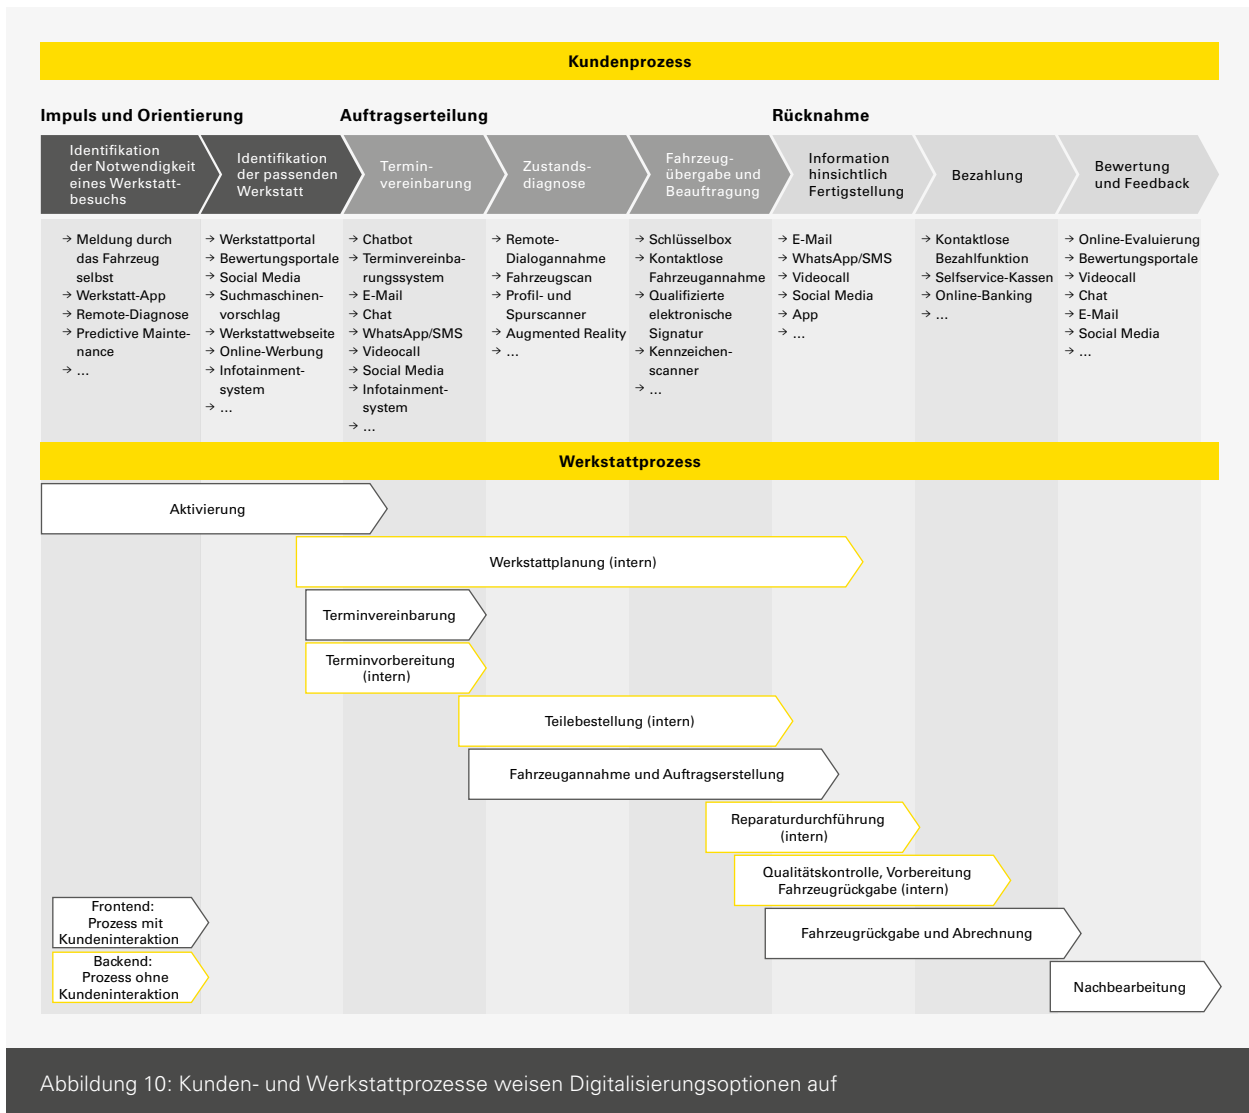 Kundenprozess
Impuls und Orientierung
Auftragserteilung
Rücknahme
Identifikation
der Notwendigkeit
eines Werkstatt-
besuchs
Identifikation
der passenden
Werkstatt
Termin-
vereinbarung
Zustands-
diagnose
Fahrzeug-
übergabe und
Beauftragung
Information
hinsichtlich
Fertigstellung
Bezahlung
Bewertung
und Feedback
→ Meldung durch
das Fahrzeug
selbst
→ Werkstatt-App
→ Remote-Diagnose
→ Predictive Mainte-
nance
→ ...
→ Werkstattportal
→ Bewertungsportale
→ Social Media
→ Suchmaschinen-
vorschlag
→ Werkstattwebseite
→ Online-Werbung
→ Infotainment-
system
→ ...
→ Chatbot
→ Terminvereinba-
rungssystem
→ E-Mail
→ Chat
→ WhatsApp/SMS
→ Videocall
→ Social Media
→ Infotainment-
system
→ ...
→ Remote-
Dialogannahme
→ Fahrzeugscan
→ Profil- und
Spurscanner
→ Augmented Reality
→ ...
→ Schlüsselbox
→ Kontaktlose
Fahrzeugannahme
→ Qualifizierte
elektronische
Signatur
→ Kennzeichen-
scanner
→ ...
→ E-Mail
→ WhatsApp/SMS
→ Videocall
→ Social Media
→ App
→ ...
→ Kontaktlose
Bezahlfunktion
→ Selfservice-Kassen
→ Online-Banking
→ ...
→ Online-Evaluierung
→ Bewertungsportale
→ Videocall
→ Chat
→ E-Mail
→ Social Media
→ ...
Werkstattprozess
Aktivierung
Werkstattplanung (intern)
Terminvereinbarung
Terminvorbereitung
(intern)
Teilebestellung (intern)
Fahrzeugannahme und Auftragserstellung
Reparaturdurchführung
(intern)
Qualitätskontrolle, Vorbereitung
Fahrzeugrückgabe (intern)
Fahrzeugrückgabe und Abrechnung
Nachbearbeitung
Frontend:
Prozess mit
Kundeninteraktion
Backend:
Prozess ohne
Kundeninteraktion
Abbildung 10: Kunden- und Werkstattprozesse weisen Digitalisierungsoptionen auf